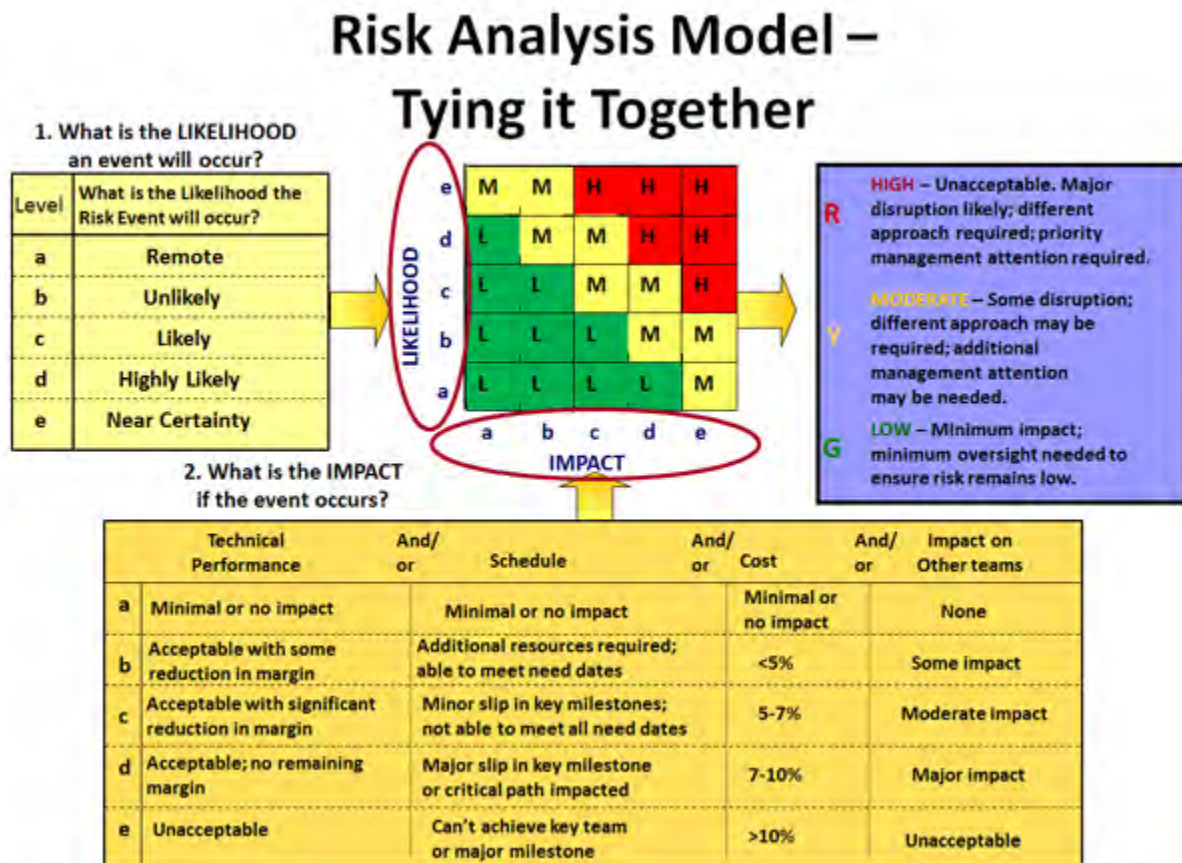 Risk Analysis Model –
Tying it Together
1. What is the LIKELIHOOD
an event will occur?
Level What is the Likelihood the
Risk Event will occur?
a Remote
b Unlikely
c Likely
d Highly Likely
e Near Certainty
LIKELIHOOD
e M M H H H
d L M M H H
c L L M M H
b L L L M M
a L L L L M
a b c d e
IMPACT
R
HIGH – Unacceptable. Major
disruption likely; different
approach required; priority
management attention required.
Y
MODERATE – Some disruption;
different approach may be
required; additional
management attention
may be needed.
G
LOW – Minimum impact;
minimum oversight needed to
ensure risk remains low.
2. What is the IMPACT
if the event occurs?
Technical
Performance
And/
or
Schedule
And/
or
Cost
And/
or
Impact on
Other teams
a
Minimal or no impact
Minimal or no impact
Minimal or
no impact
None
b
Acceptable with some
reduction in margin
Additional resources required;
able to meet need dates
<5%
Some impact
c
Acceptable with significant
reduction in margin
Minor slip in key milestones;
not able to meet all need dates
5-7%
Moderate impact
d
Acceptable; no remaining
margin
Major slip in key milestone
or critical path impacted
7-10%
Major impact
e
Unacceptable
Can't achieve key team
or major milestone
>10%
Unacceptable